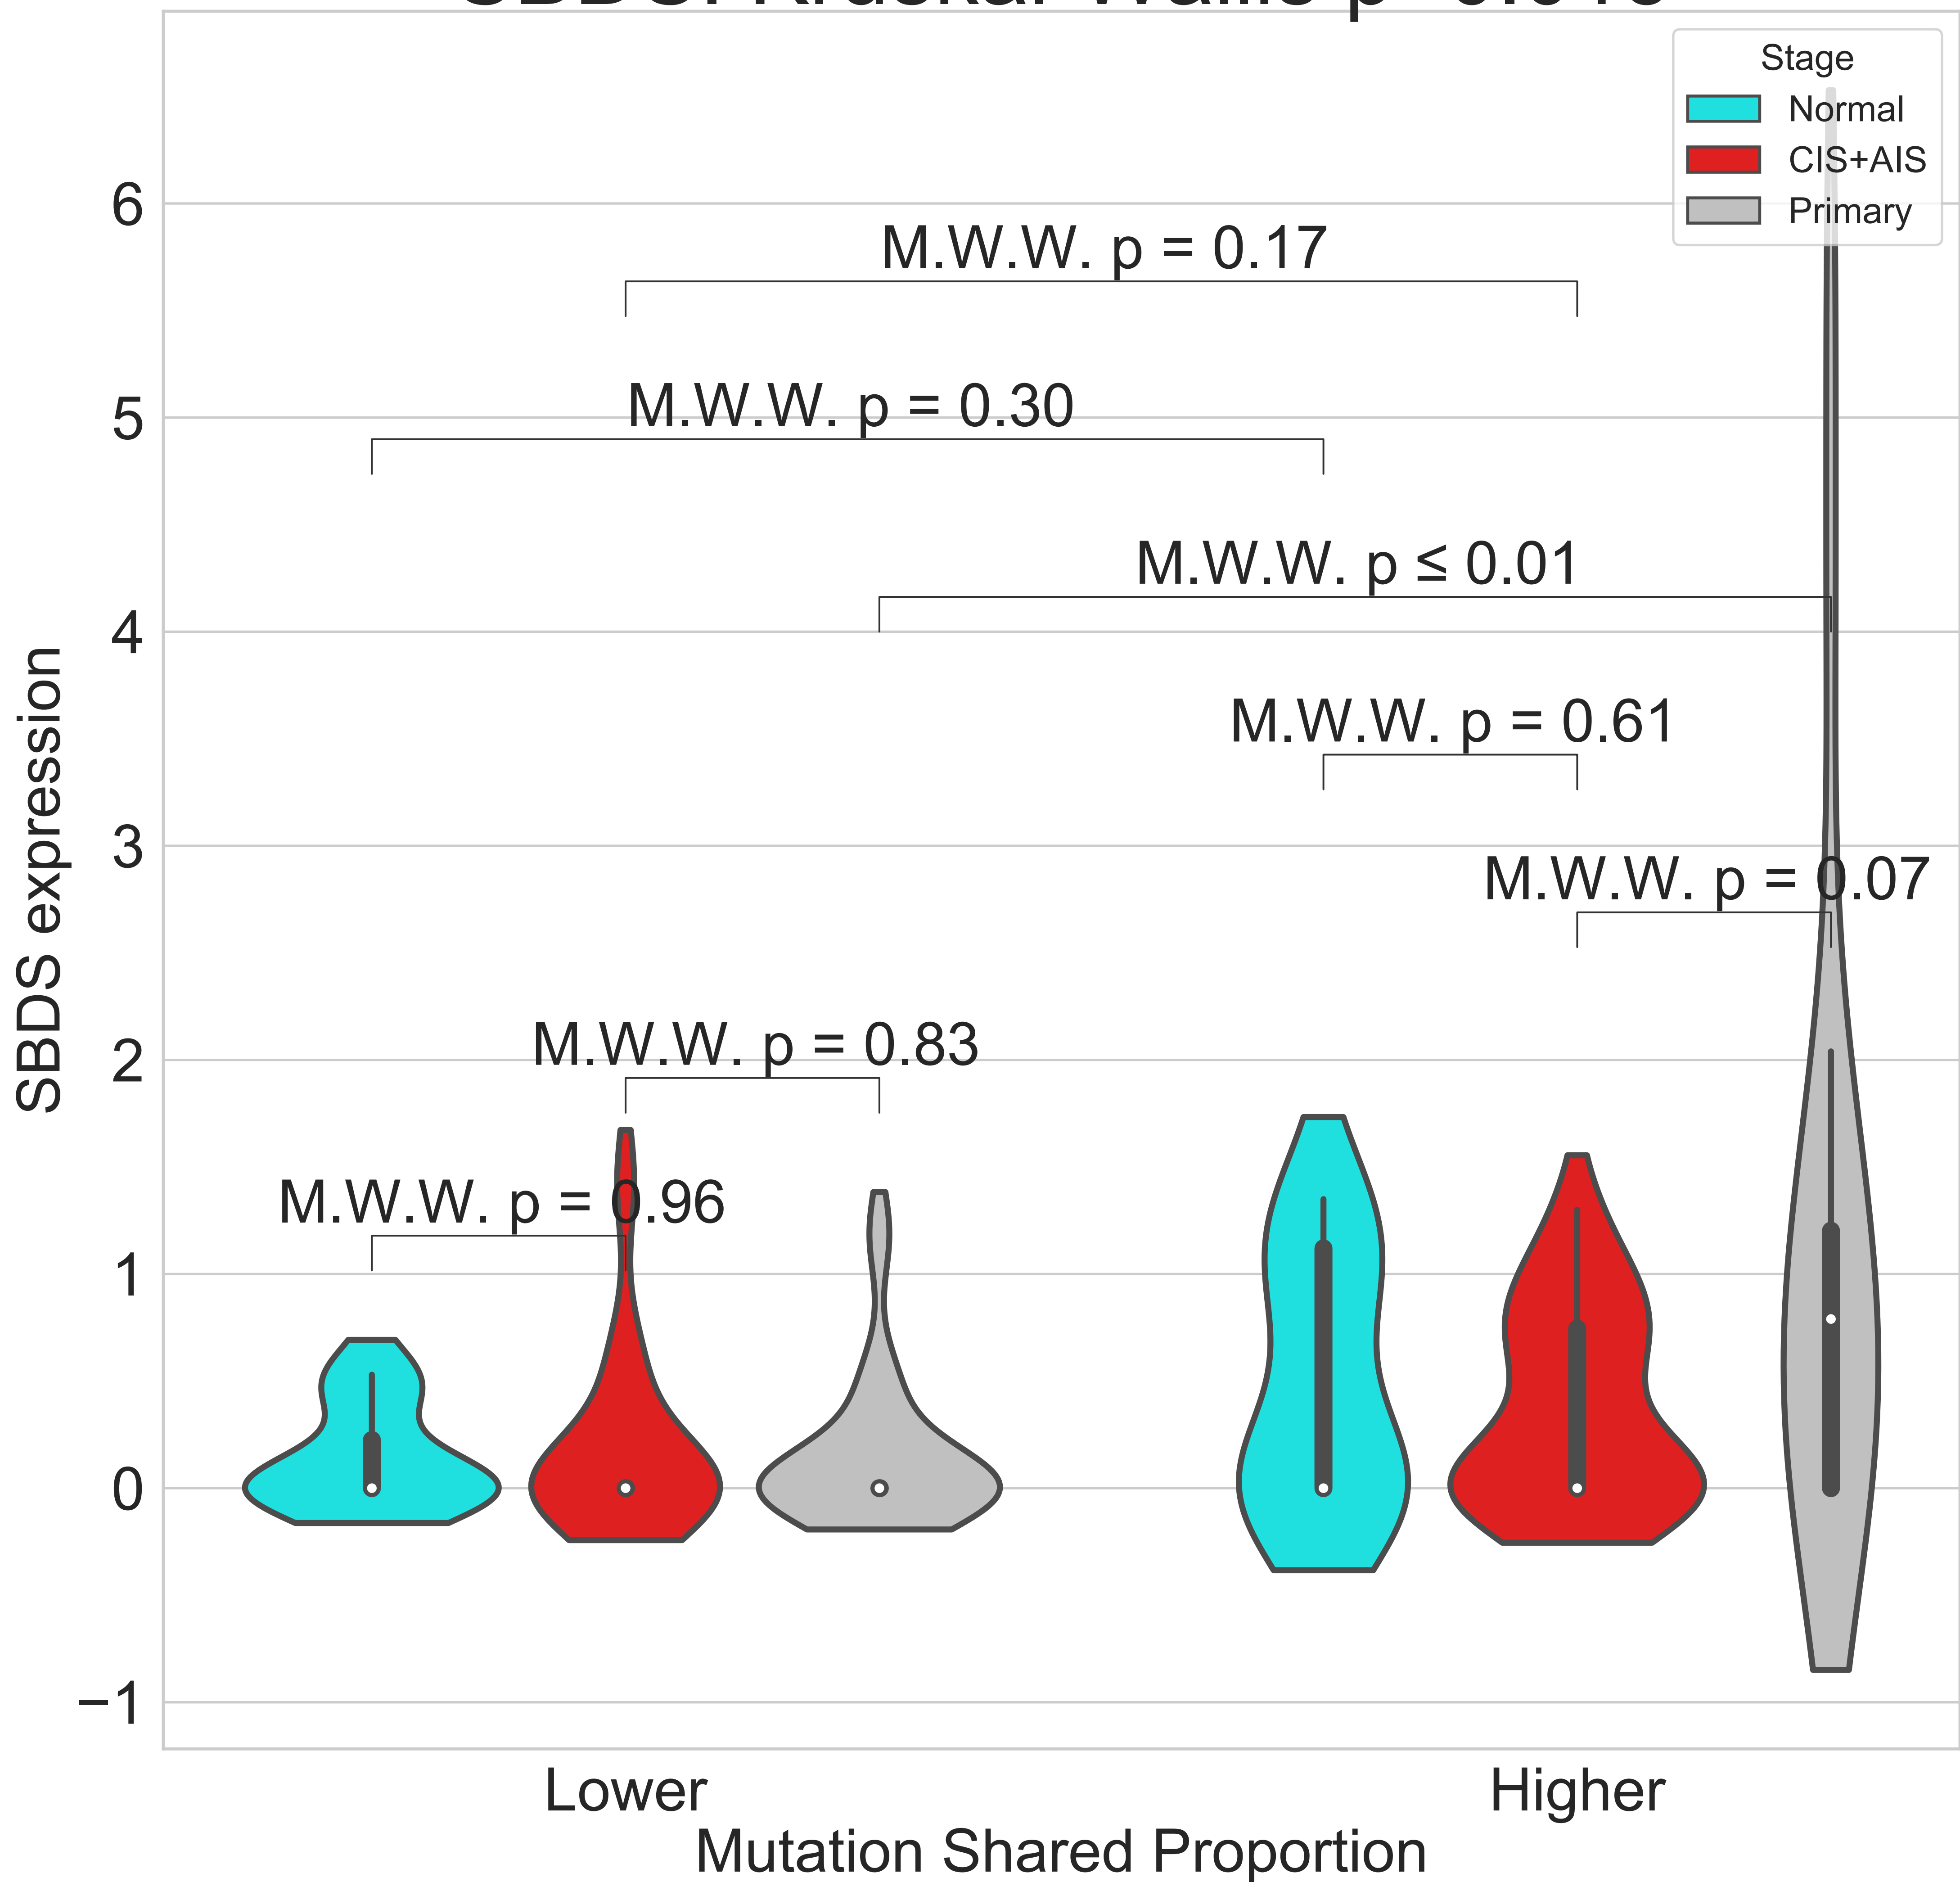 Stage
Normal
CIS+AIS
Primary
6
M.W.W. p = 0.17
5
M.W.W. p = 0.30
M.W.W. p ≤ 0.01
4
M.W.W. p = 0.61
3
M.W.W. p = 0.07
SBDS expression
2
M.W.W. p = 0.83
M.W.W. p = 0.96
1
0
−1
Lower
Higher
Mutation Shared Proportion